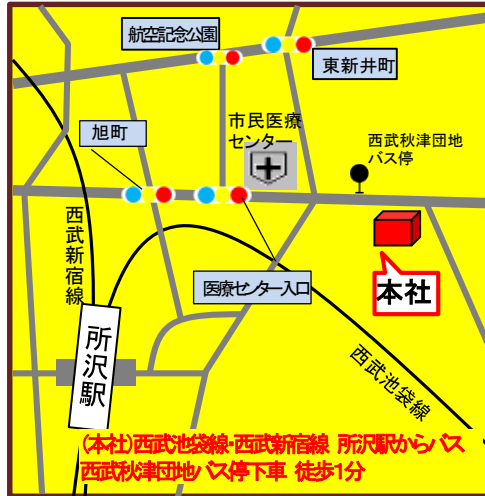 航空記念公園
東新井町
旭町
市民医療
センター
西武秋津団地
バス停
西武新宿線
医療センター入口
本社
所沢駅
西武池袋線
(本社)西武池袋線・西武新宿線 所沢駅からバス
西武秋津団地バス停下車 徒歩1分